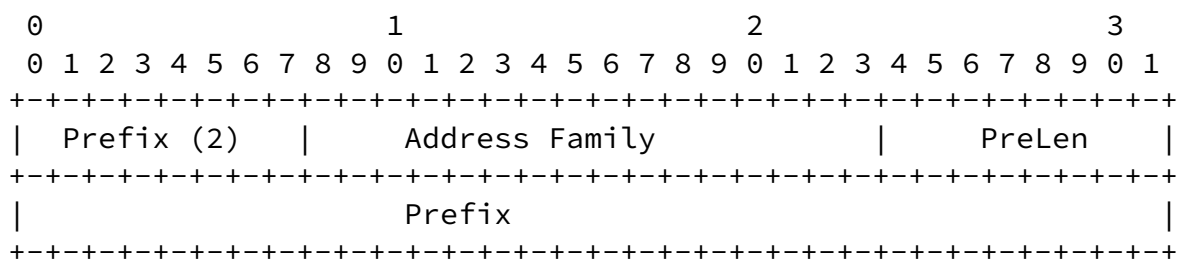 0                   1                   2                   3
 0 1 2 3 4 5 6 7 8 9 0 1 2 3 4 5 6 7 8 9 0 1 2 3 4 5 6 7 8 9 0 1
+-+-+-+-+-+-+-+-+-+-+-+-+-+-+-+-+-+-+-+-+-+-+-+-+-+-+-+-+-+-+-+-+
|  Prefix (2)   |     Address Family            |     PreLen    |
+-+-+-+-+-+-+-+-+-+-+-+-+-+-+-+-+-+-+-+-+-+-+-+-+-+-+-+-+-+-+-+-+
|                     Prefix                                    |
+-+-+-+-+-+-+-+-+-+-+-+-+-+-+-+-+-+-+-+-+-+-+-+-+-+-+-+-+-+-+-+-+